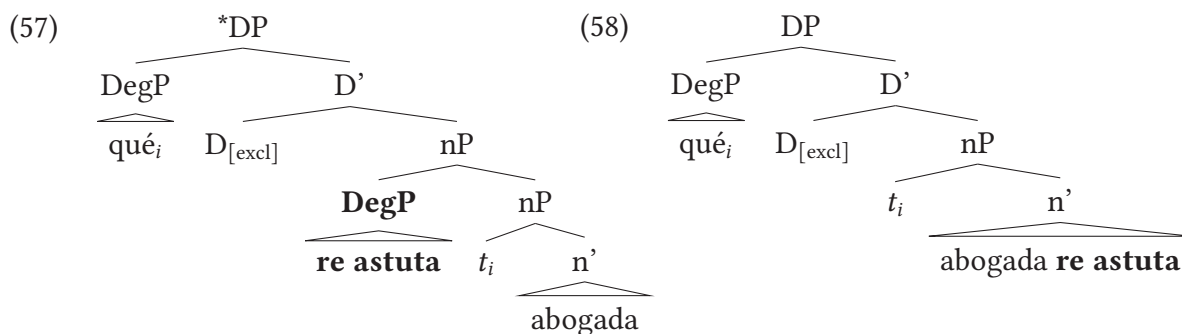 (57) *DP (58) DP
DegP D’ DegP D’
quéᵢ D[excl] nP quéᵢ D[excl] nP
DegP nP tᵢ n’
re astuta tᵢ n’ abogada re astuta
abogada